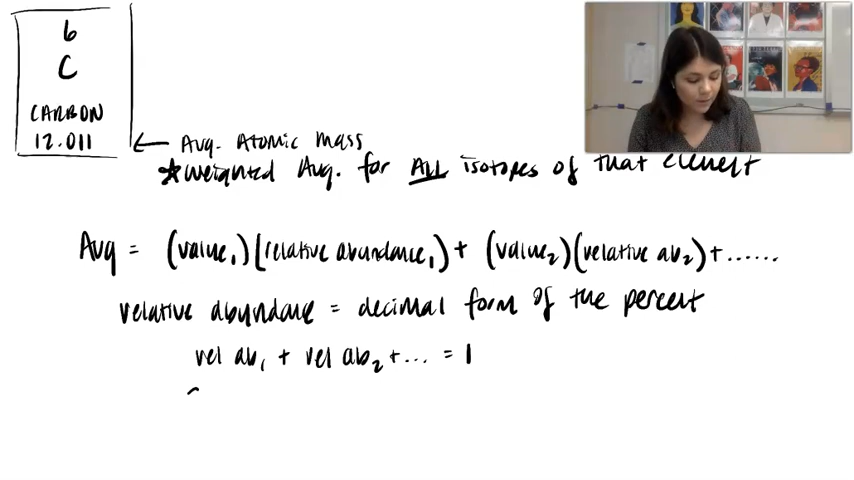 6
C
CARBON
12.011
← Avg. Atomic Mass
*weighted Avg. for ALL isotopes of that element
Avg = (value₁)(relative abundance₁) + (value₂)(relative ab₂) + ......
relative abundance = decimal form of the percent
rel ab₁ + rel ab₂ + ... = 1